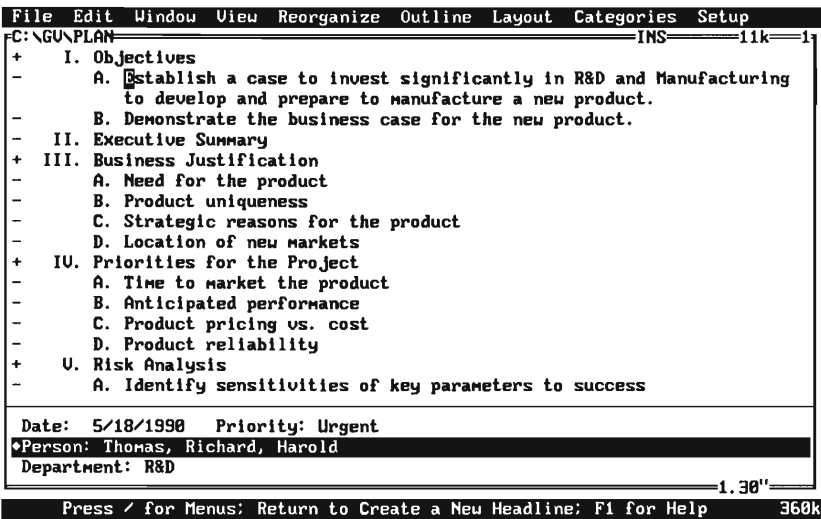 File Edit Window View Reorganize Outline Layout Categories Setup
C:\GV\PLAN INS 11k 1
+ I. Objectives
- A. Establish a case to invest significantly in R&D and Manufacturing
to develop and prepare to manufacture a new product.
- B. Demonstrate the business case for the new product.
- II. Executive Summary
+ III. Business Justification
- A. Need for the product
- B. Product uniqueness
- C. Strategic reasons for the product
- D. Location of new markets
+ IV. Priorities for the Project
- A. Time to market the product
- B. Anticipated performance
- C. Product pricing vs. cost
- D. Product reliability
+ V. Risk Analysis
- A. Identify sensitivities of key parameters to success
Date: 5/18/1990 Priority: Urgent
♦Person: Thomas, Richard, Harold
Department: R&D
1.30"
Press / for Menus; Return to Create a New Headline; F1 for Help 360k